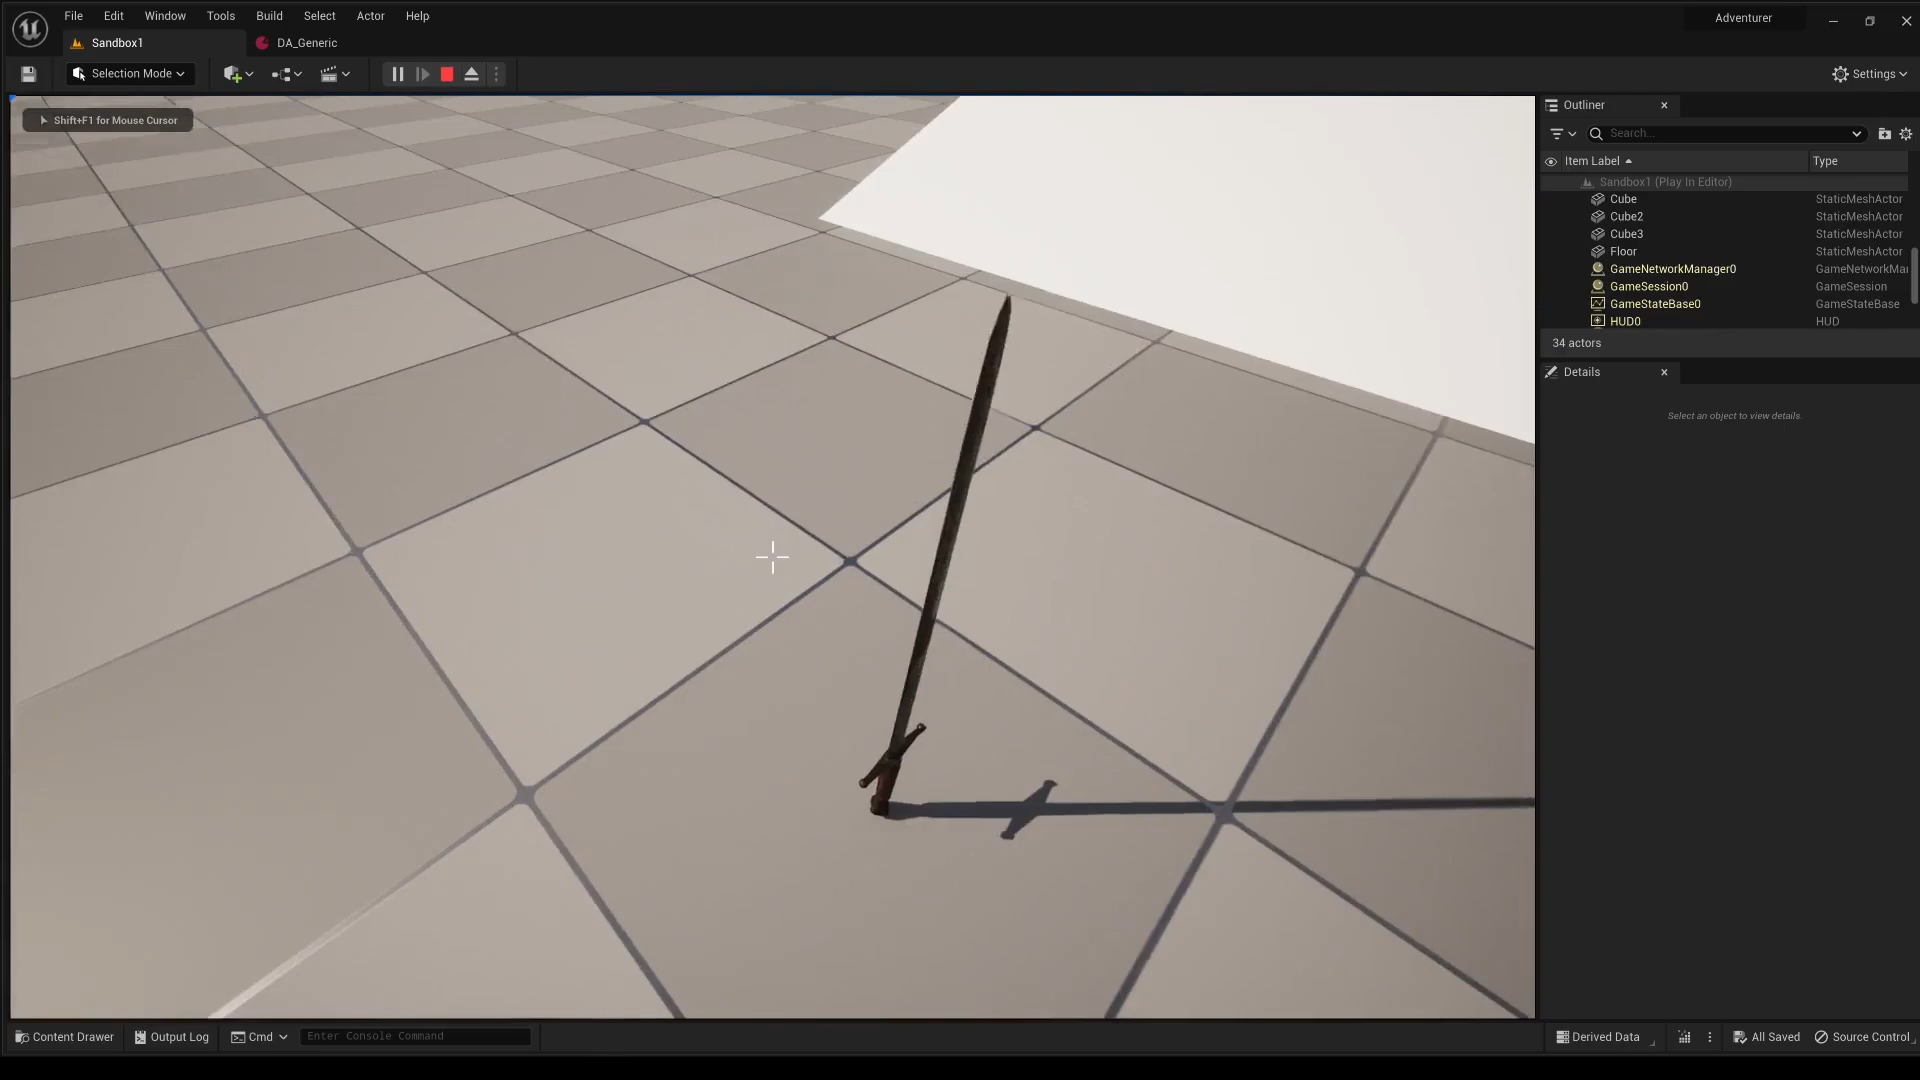 File Edit Window Tools Build Select Actor Help
Adventurer
Sandbox1
DA_Generic
Selection Mode
Settings
Shift+F1 for Mouse Cursor
Outliner
Search...
Item Label Type
Sandbox1 (Play In Editor)
Cube StaticMeshActor
Cube2 StaticMeshActor
Cube3 StaticMeshActor
Floor StaticMeshActor
GameNetworkManager0 GameNetworkMa
GameSession0 GameSession
GameStateBase0 GameStateBase
HUD0 HUD
34 actors
Details
Select an object to view details.
Content Drawer Output Log Cmd Enter Console Command
Derived Data All Saved Source Control